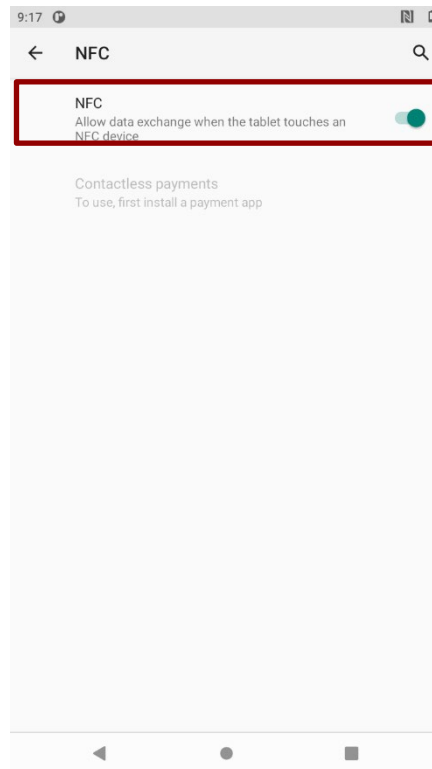 9:17
NFC
NFC
Allow data exchange when the tablet touches an
NFC device
Contactless payments
To use, first install a payment app